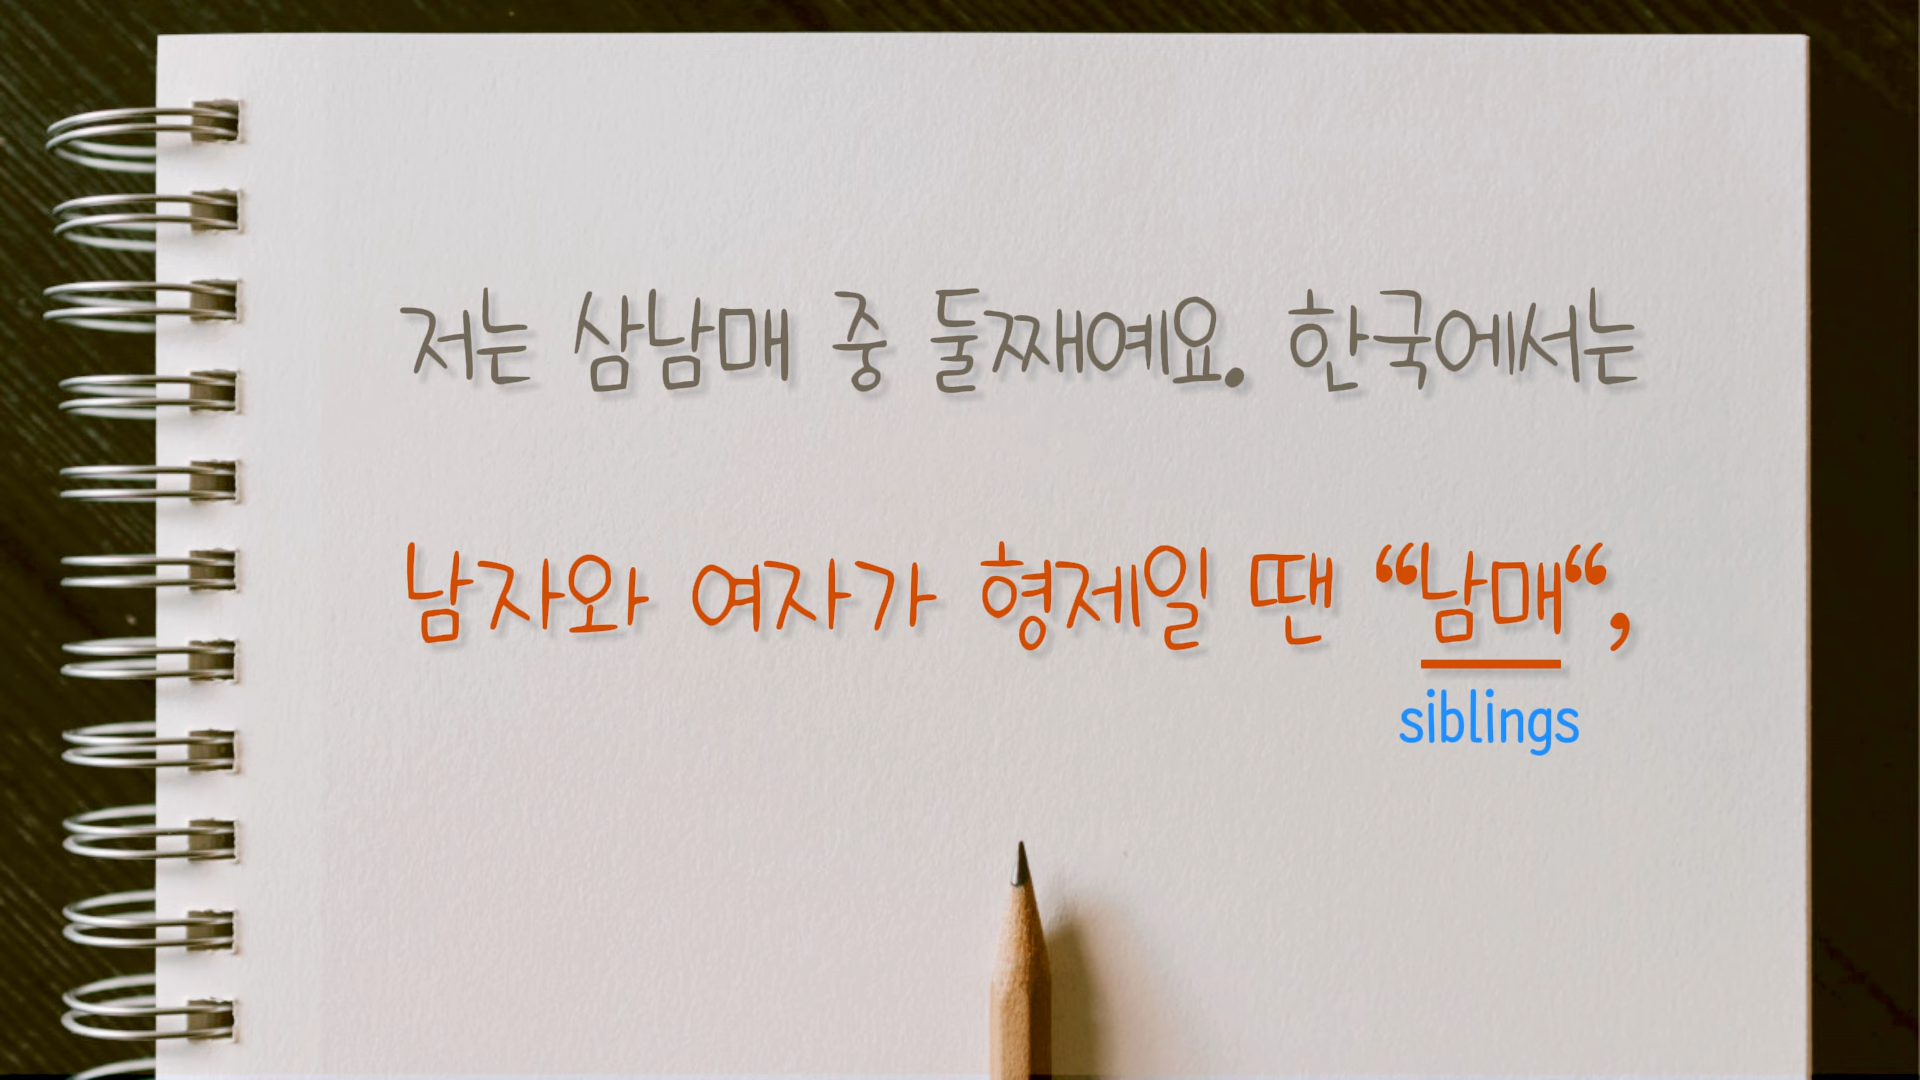 저는 삼남매 중 둘째예요. 한국에서는
남자와 여자가 형제일 땐 “남매“,
siblings